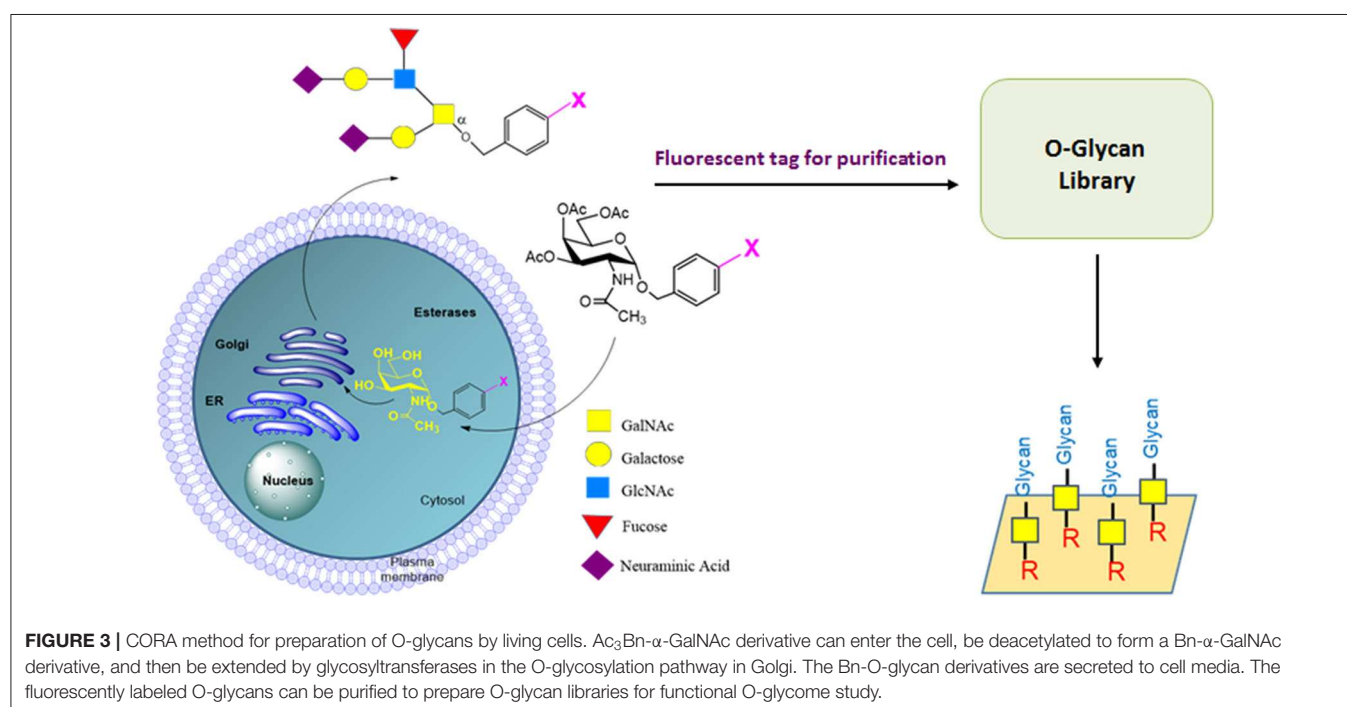 X
α
O
Fluorescent tag for purification
O-Glycan
Library
OAc
OAc
O
AcO
NH
O
O
CH₃
X
Esterases
Golgi
OH
OH
O
HO
NH
O
O
CH₃
X
ER
Nucleus
Cytosol
Plasma
membrane
GalNAc
Galactose
GlcNAc
Fucose
Neuraminic Acid
Glycan
Glycan
Glycan
Glycan
R
R
R
R
FIGURE 3 | CORA method for preparation of O-glycans by living cells. Ac₃Bn-α-GalNAc derivative can enter the cell, be deacetylated to form a Bn-α-GalNAc
derivative, and then be extended by glycosyltransferases in the O-glycosylation pathway in Golgi. The Bn-O-glycan derivatives are secreted to cell media. The
fluorescently labeled O-glycans can be purified to prepare O-glycan libraries for functional O-glycome study.